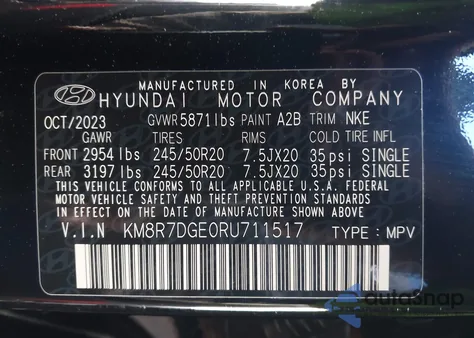 MANUFACTURED IN KOREA BY
HYUNDAI MOTOR COMPANY
OCT/2023 GVWR 5871lbs PAINT A2B TRIM NKE
GAWR TIRES RIMS COLD TIRE INFL
FRONT 2954 lbs 245/50R20 7.5JX20 35psi SINGLE
REAR 3197 lbs 245/50R20 7.5JX20 35psi SINGLE
THIS VEHICLE CONFORMS TO ALL APPLICABLE U.S.A. FEDERAL
MOTOR VEHICLE SAFETY AND THEFT PREVENTION STANDARDS
IN EFFECT ON THE DATE OF MANUFACTURE SHOWN ABOVE.
V.I.N KM8R7DGE0RU711517 TYPE: MPV
autosnap